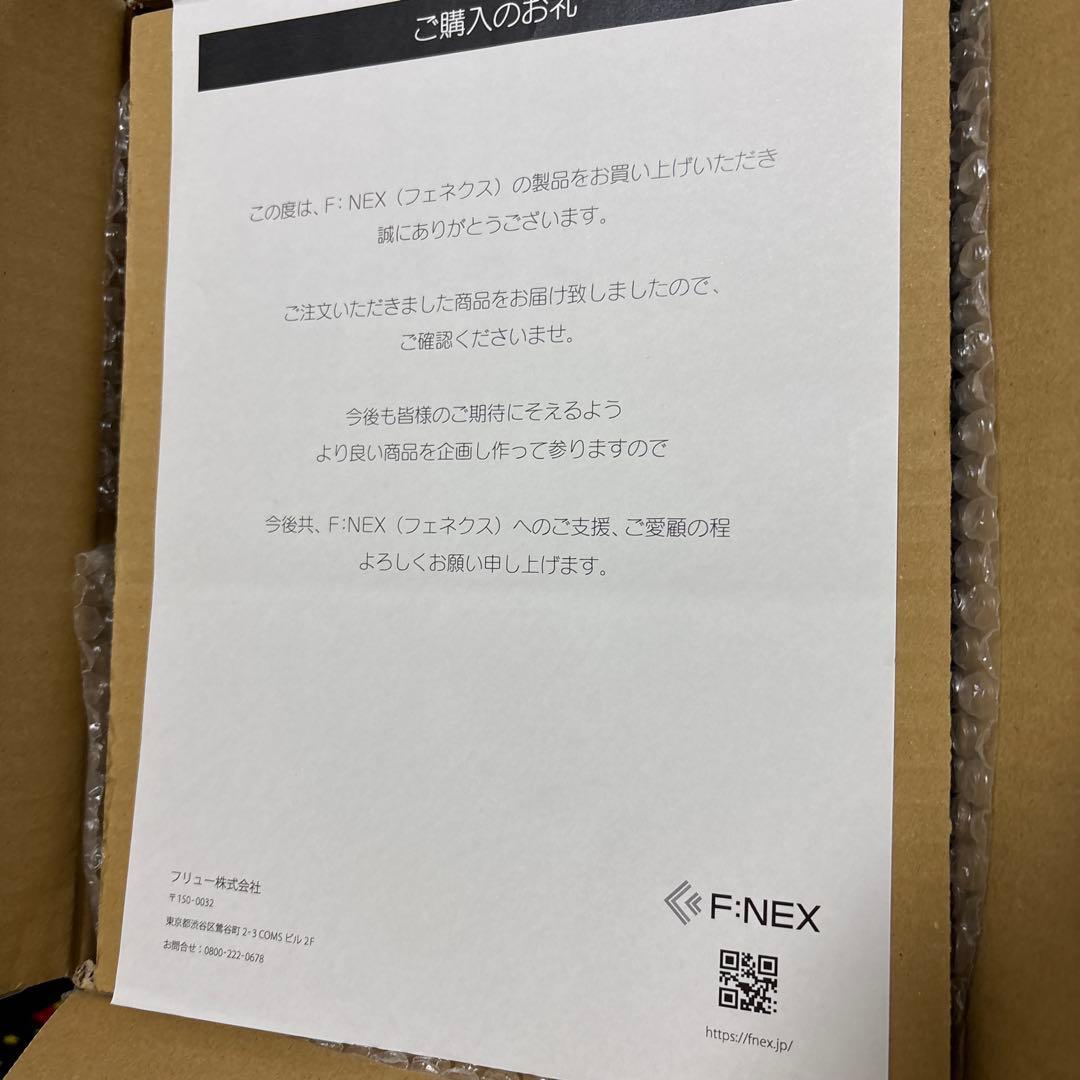 ご購入のお礼
この度は、F:NEX（フェネクス）の製品をお買い上げいただき
誠にありがとうございます。
ご注文いただきました商品をお届け致しましたので、
ご確認くださいませ。
今後も皆様のご期待にそえるよう
より良い商品を企画し作って参りますので
今後共、F:NEX（フェネクス）へのご支援、ご愛顧の程
よろしくお願い申し上げます。
フリュー株式会社
〒150-0032
東京都渋谷区鶯谷町 2-3 COMS ビル 2F
お問合せ：0800-222-0678
F:NEX
https://fnex.jp/